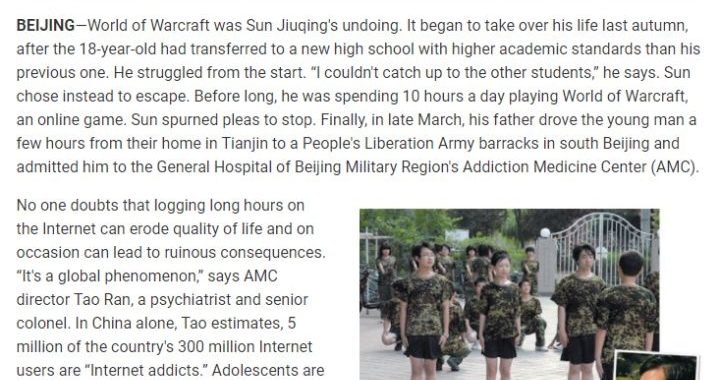 BEIJING—World of Warcraft was Sun Jiuqing's undoing. It began to take over his life last autumn,
after the 18-year-old had transferred to a new high school with higher academic standards than his
previous one. He struggled from the start. “I couldn't catch up to the other students,” he says. Sun
chose instead to escape. Before long, he was spending 10 hours a day playing World of Warcraft,
an online game. Sun spurned pleas to stop. Finally, in late March, his father drove the young man a
few hours from their home in Tianjin to a People's Liberation Army barracks in south Beijing and
admitted him to the General Hospital of Beijing Military Region's Addiction Medicine Center (AMC).
No one doubts that logging long hours on
the Internet can erode quality of life and on
occasion can lead to ruinous consequences.
“It's a global phenomenon,” says AMC
director Tao Ran, a psychiatrist and senior
colonel. In China alone, Tao estimates, 5
million of the country's 300 million Internet
users are “Internet addicts.” Adolescents are